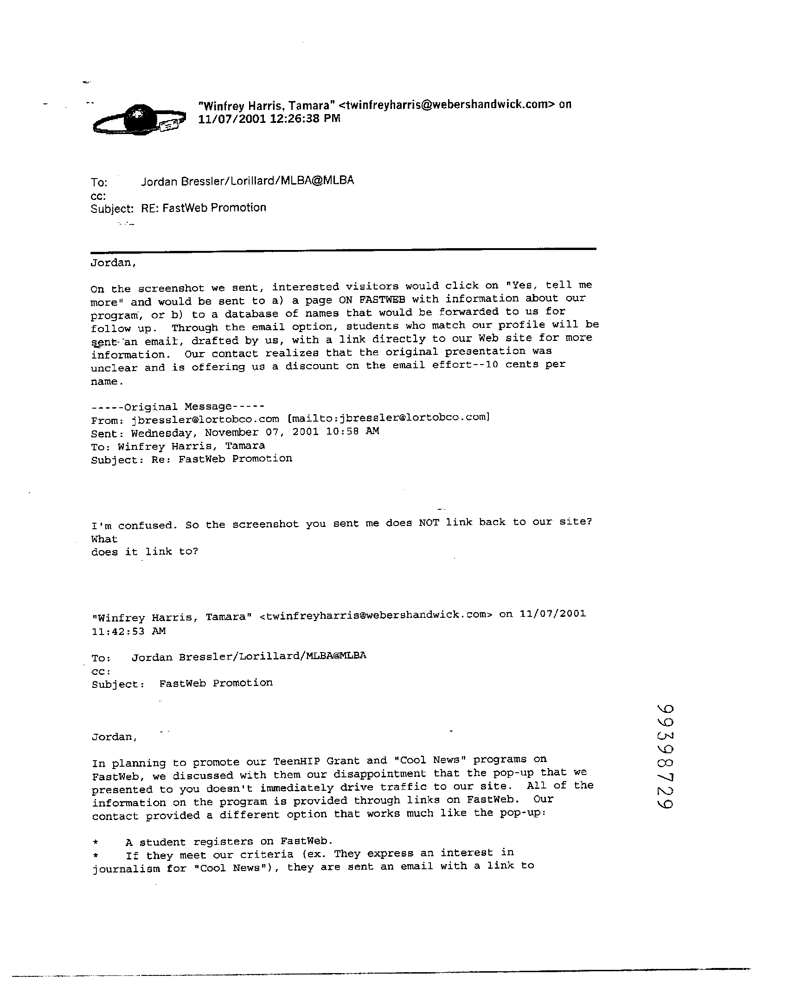 "Winfrey Harris, Tamara" <twinfreyharris@webershandwick.com> on
11/07/2001 12:26:38 PM
To: Jordan Bressler/Lorillard/MLBA@MLBA
cc:
Subject: RE: FastWeb Promotion
Jordan,
On the screenshot we sent, interested visitors would click on "Yes, tell me
more" and would be sent to a) a page ON FASTWEB with information about our
program, or b) to a database of names that would be forwarded to us for
follow up. Through the email option, students who match our profile will be
sent an email, drafted by us, with a link directly to our Web site for more
information. Our contact realizes that the original presentation was
unclear and is offering us a discount on the email effort--10 cents per
name.
-----Original Message-----
From: jbressler@lortobco.com [mailto:jbressler@lortobco.com]
Sent: Wednesday, November 07, 2001 10:58 AM
To: Winfrey Harris, Tamara
Subject: Re: FastWeb Promotion
I'm confused. So the screenshot you sent me does NOT link back to our site?
What
does it link to?
"Winfrey Harris, Tamara" <twinfreyharris@webershandwick.com> on 11/07/2001
11:42:53 AM
To: Jordan Bressler/Lorillard/MLBA@MLBA
cc:
Subject: FastWeb Promotion
Jordan,
In planning to promote our TeenHIP Grant and "Cool News" programs on
FastWeb, we discussed with them our disappointment that the pop-up that we
presented to you doesn't immediately drive traffic to our site. All of the
information on the program is provided through links on FastWeb. Our
contact provided a different option that works much like the pop-up:
* A student registers on FastWeb.
* If they meet our criteria (ex. They express an interest in
journalism for "Cool News"), they are sent an email with a link to
99398729